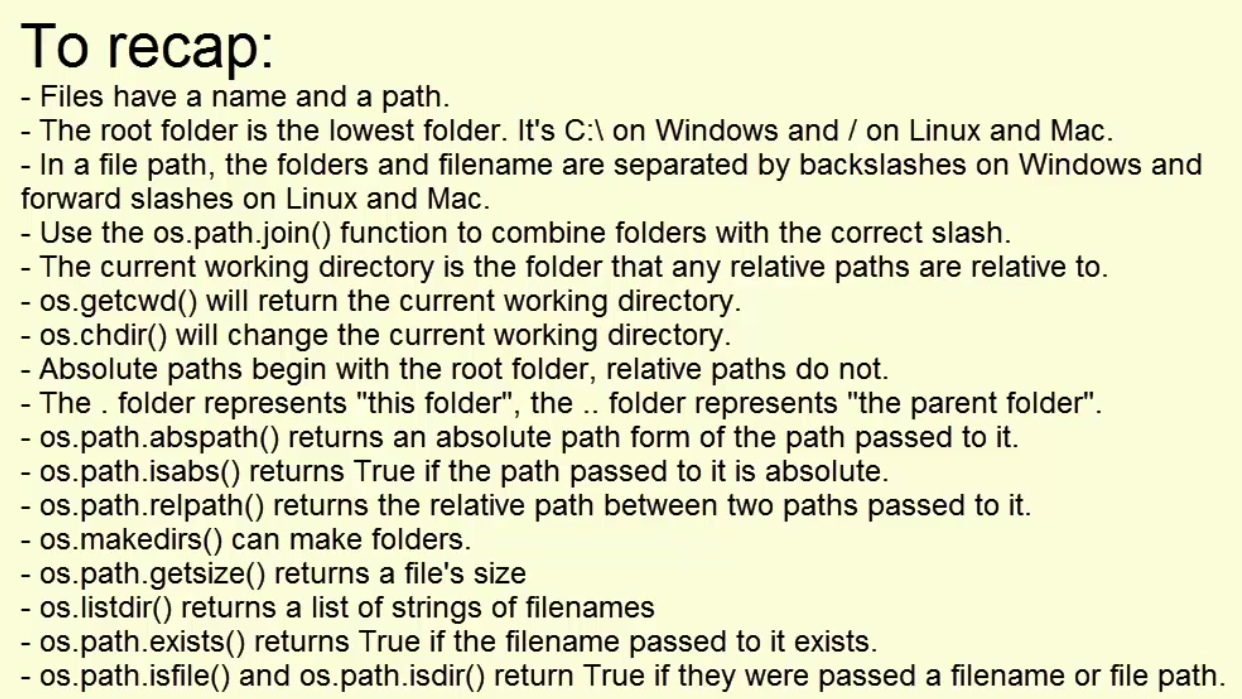 To recap:
- Files have a name and a path.
- The root folder is the lowest folder. It's C:\ on Windows and / on Linux and Mac.
- In a file path, the folders and filename are separated by backslashes on Windows and
forward slashes on Linux and Mac.
- Use the os.path.join() function to combine folders with the correct slash.
- The current working directory is the folder that any relative paths are relative to.
- os.getcwd() will return the current working directory.
- os.chdir() will change the current working directory.
- Absolute paths begin with the root folder, relative paths do not.
- The . folder represents "this folder", the .. folder represents "the parent folder".
- os.path.abspath() returns an absolute path form of the path passed to it.
- os.path.isabs() returns True if the path passed to it is absolute.
- os.path.relpath() returns the relative path between two paths passed to it.
- os.makedirs() can make folders.
- os.path.getsize() returns a file's size
- os.listdir() returns a list of strings of filenames
- os.path.exists() returns True if the filename passed to it exists.
- os.path.isfile() and os.path.isdir() return True if they were passed a filename or file path.